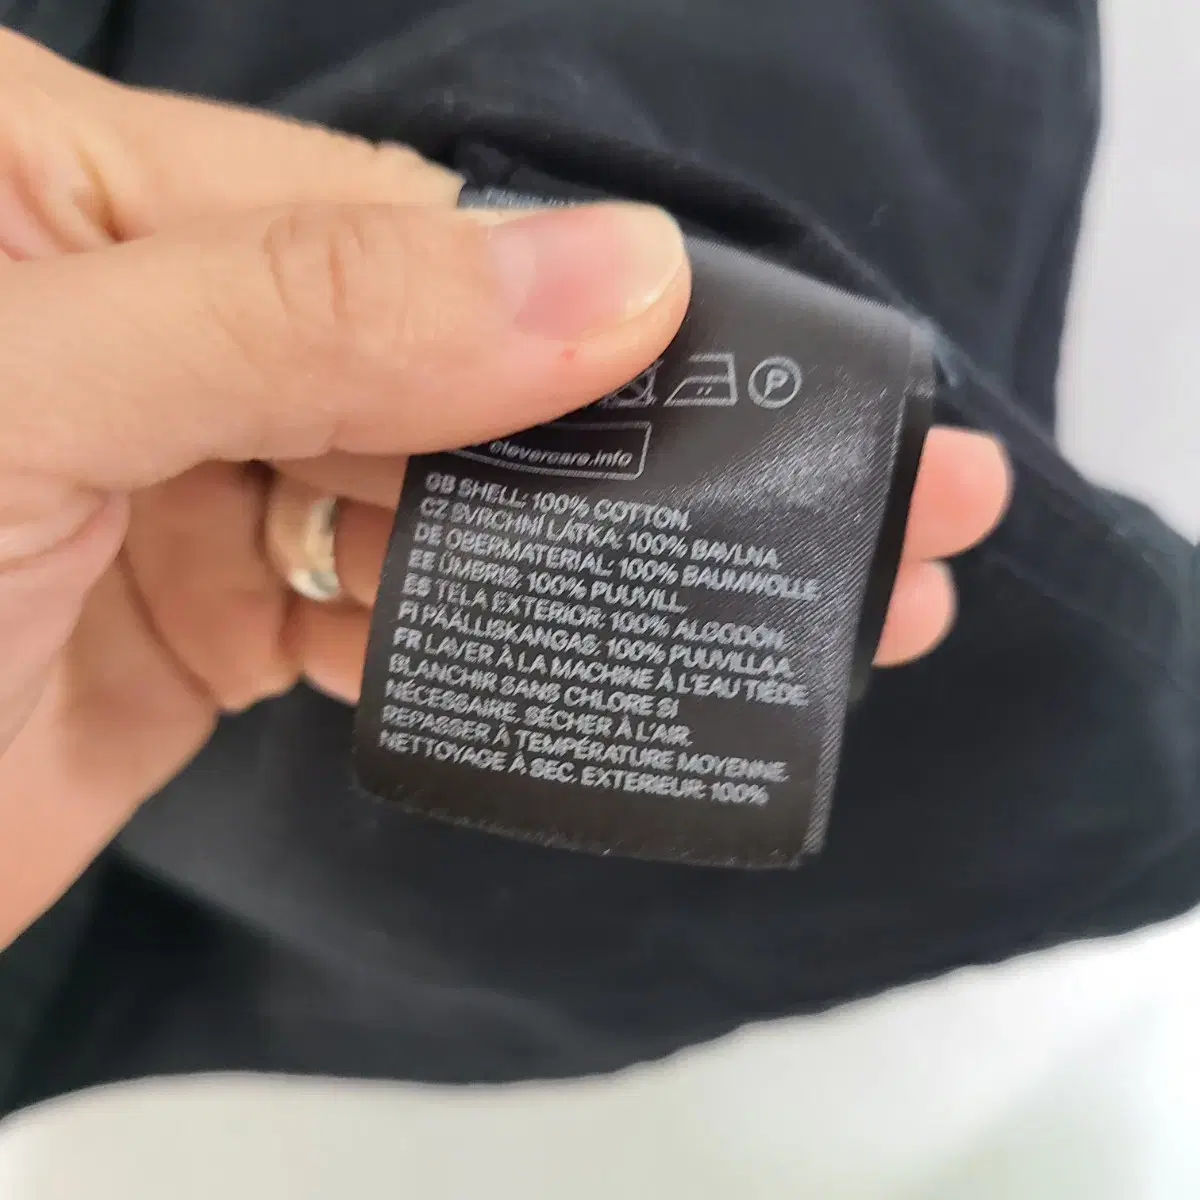 P
clevercare.info
GB SHELL: 100% COTTON.
CZ SVRCHNÍ LÁTKA: 100% BAVLNA.
DE OBERMATERIAL: 100% BAUMWOLLE
EE ÜMBRIS: 100% PUUVILL.
ES TELA EXTERIOR: 100% ALGODÓN.
FI PÄÄLLISKANGAS: 100% PUUVILLAA.
FR LAVER À LA MACHINE À L'EAU TIÈDE.
BLANCHIR SANS CHLORE SI
NÉCESSAIRE. SÉCHER À L'AIR.
REPASSER À TEMPÉRATURE MOYENNE.
NETTOYAGE À SEC. EXTERIEUR: 100%